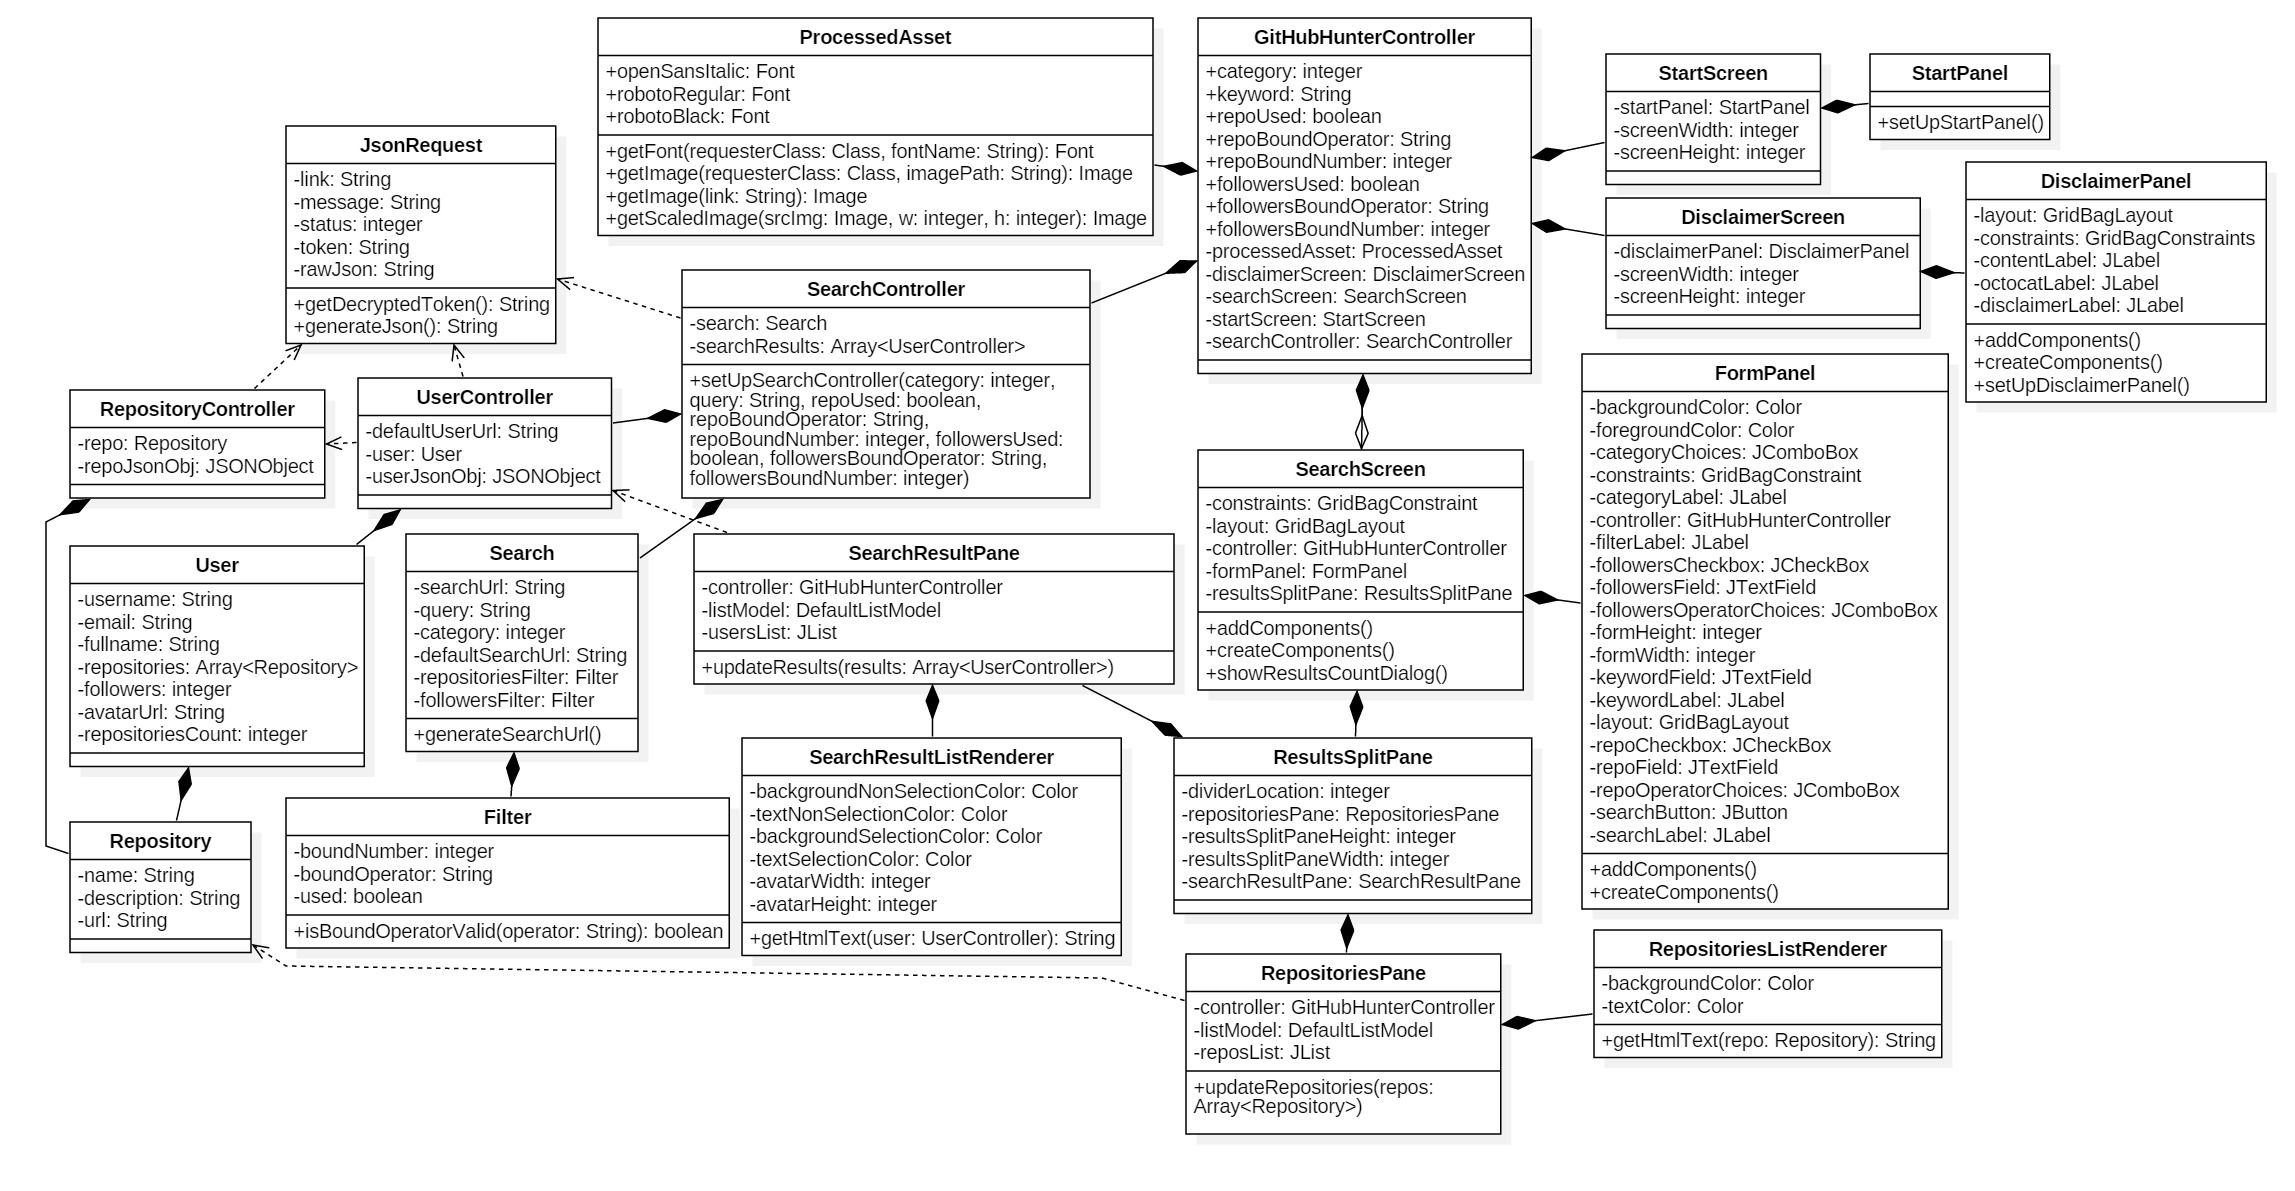 ProcessedAsset
+openSansItalic: Font
+robotoRegular: Font
+robotoBlack: Font
+getFont(requesterClass: Class, fontName: String): Font
+getImage(requesterClass: Class, imagePath: String): Image
+getImage(link: String): Image
+getScaledImage(srcImg: Image, w: integer, h: integer): Image
GitHubHunterController
+category: integer
+keyword: String
+repoUsed: boolean
+repoBoundOperator: String
+repoBoundNumber: integer
+followersUsed: boolean
+followersBoundOperator: String
+followersBoundNumber: integer
-processedAsset: ProcessedAsset
-disclaimerScreen: DisclaimerScreen
-searchScreen: SearchScreen
-startScreen: StartScreen
-searchController: SearchController
StartScreen
-startPanel: StartPanel
-screenWidth: integer
-screenHeight: integer
StartPanel
+setUpStartPanel()
JsonRequest
-link: String
-message: String
-status: integer
-token: String
-rawJson: String
+getDecryptedToken(): String
+generateJson(): String
DisclaimerScreen
-disclaimerPanel: DisclaimerPanel
-screenWidth: integer
-screenHeight: integer
DisclaimerPanel
-layout: GridBagLayout
-constraints: GridBagConstraints
-contentLabel: JLabel
-octocatLabel: JLabel
-disclaimerLabel: JLabel
+addComponents()
+createComponents()
+setUpDisclaimerPanel()
SearchController
-search: Search
-searchResults: Array<UserController>
+setUpSearchController(category: integer,
query: String, repoUsed: boolean,
repoBoundOperator: String,
repoBoundNumber: integer, followersUsed:
boolean, followersBoundOperator: String,
followersBoundNumber: integer)
RepositoryController
-repo: Repository
-repoJsonObj: JSONObject
UserController
-defaultUserUrl: String
-user: User
-userJsonObj: JSONObject
FormPanel
-backgroundColor: Color
-foregroundColor: Color
-categoryChoices: JComboBox
-constraints: GridBagConstraint
-categoryLabel: JLabel
-controller: GitHubHunterController
-filterLabel: JLabel
-followersCheckbox: JCheckBox
-followersField: JTextField
-followersOperatorChoices: JComboBox
-formHeight: integer
-formWidth: integer
-keywordField: JTextField
-keywordLabel: JLabel
-layout: GridBagLayout
-repoCheckbox: JCheckBox
-repoField: JTextField
-repoOperatorChoices: JComboBox
-searchButton: JButton
-searchLabel: JLabel
+addComponents()
+createComponents()
SearchScreen
-constraints: GridBagConstraint
-layout: GridBagLayout
-controller: GitHubHunterController
-formPanel: FormPanel
-resultsSplitPane: ResultsSplitPane
+addComponents()
+createComponents()
+showResultsCountDialog()
User
-username: String
-email: String
-fullname: String
-repositories: Array<Repository>
-followers: integer
-avatarUrl: String
-repositoriesCount: integer
Search
-searchUrl: String
-query: String
-category: integer
-defaultSearchUrl: String
-repositoriesFilter: Filter
-followersFilter: Filter
+generateSearchUrl()
SearchResultPane
-controller: GitHubHunterController
-listModel: DefaultListModel
-usersList: JList
+updateResults(results: Array<UserController>)
SearchResultListRenderer
-backgroundNonSelectionColor: Color
-textNonSelectionColor: Color
-backgroundSelectionColor: Color
-textSelectionColor: Color
-avatarWidth: integer
-avatarHeight: integer
+getHtmlText(user: UserController): String
ResultsSplitPane
-dividerLocation: integer
-repositoriesPane: RepositoriesPane
-resultsSplitPaneHeight: integer
-resultsSplitPaneWidth: integer
-searchResultPane: SearchResultPane
Filter
-boundNumber: integer
-boundOperator: String
-used: boolean
+isBoundOperatorValid(operator: String): boolean
Repository
-name: String
-description: String
-url: String
RepositoriesPane
-controller: GitHubHunterController
-listModel: DefaultListModel
-reposList: JList
+updateRepositories(repos:
Array<Repository>)
RepositoriesListRenderer
-backgroundColor: Color
-textColor: Color
+getHtmlText(repo: Repository): String